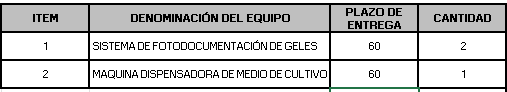 ITEM DENOMINACIÓN DEL EQUIPO PLAZO DE ENTREGA CANTIDAD
1 SISTEMA DE FOTODOCUMENTACIÓN DE GELES 60 2
2 MAQUINA DISPENSADORA DE MEDIO DE CULTIVO 60 1